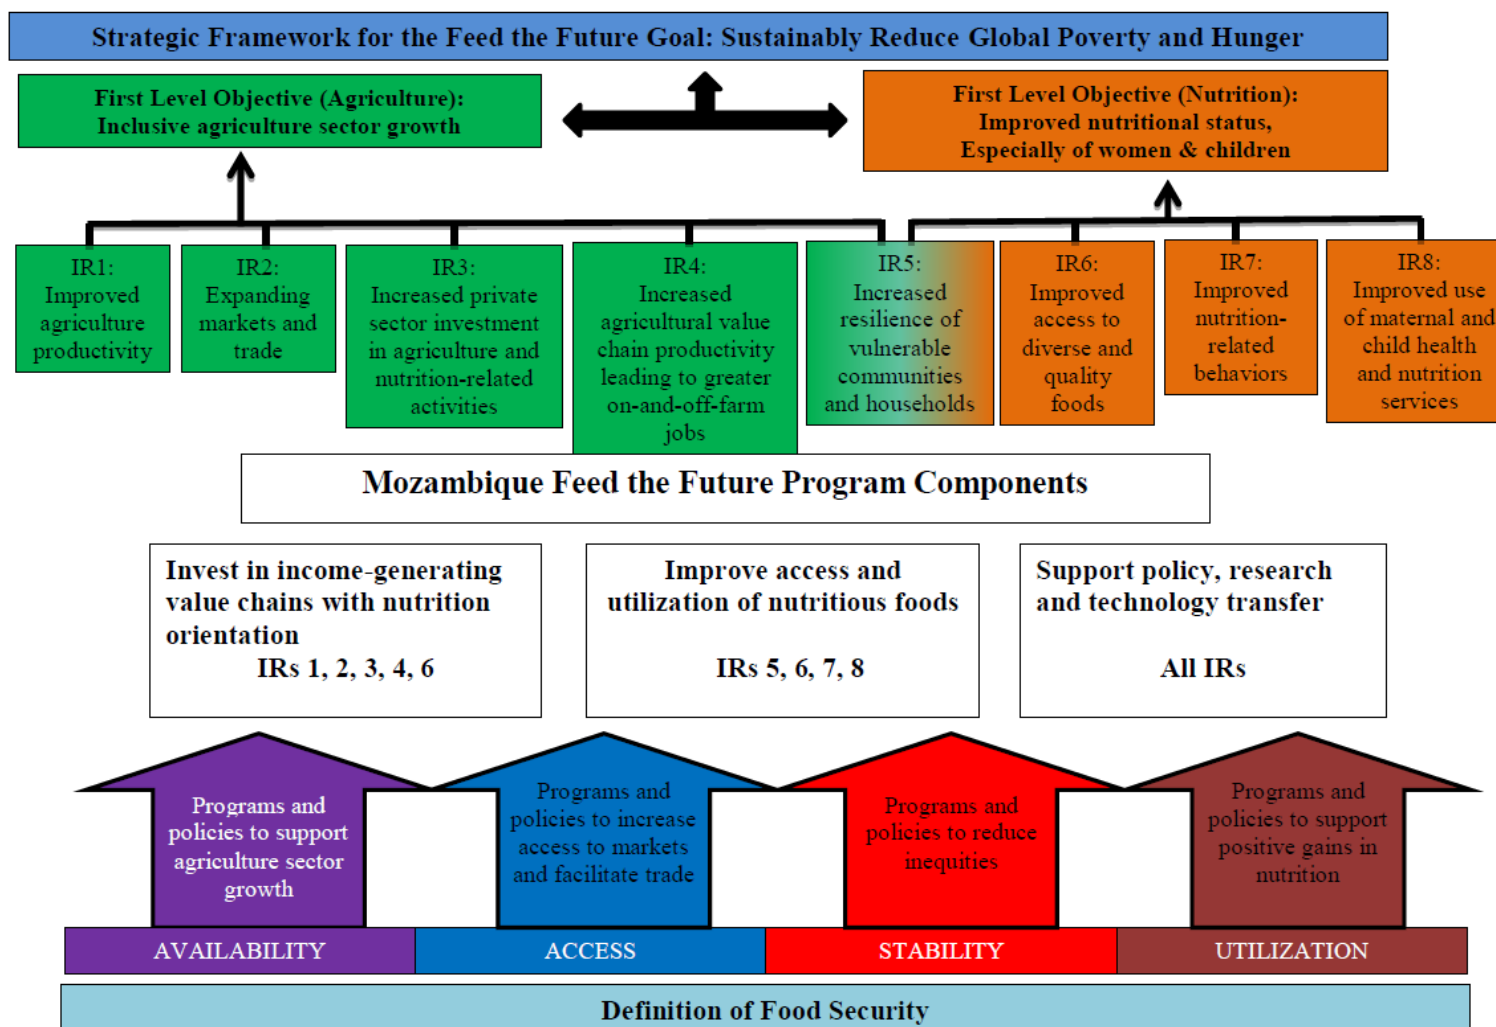 Strategic Framework for the Feed the Future Goal: Sustainably Reduce Global Poverty and Hunger
First Level Objective (Agriculture):
Inclusive agriculture sector growth
First Level Objective (Nutrition):
Improved nutritional status,
Especially of women & children
IR1:
Improved
agriculture
productivity
IR2:
Expanding
markets and
trade
IR3:
Increased private
sector investment
in agriculture and
nutrition-related
activities
IR4:
Increased
agricultural value
chain productivity
leading to greater
on-and-off-farm
jobs
IR5:
Increased
resilience of
vulnerable
communities
and households
IR6:
Improved
access to
diverse and
quality
foods
IR7:
Improved
nutrition-
related
behaviors
IR8:
Improved use
of maternal and
child health
and nutrition
services
Mozambique Feed the Future Program Components
Invest in income-generating
value chains with nutrition
orientation
IRs 1, 2, 3, 4, 6
Improve access and
utilization of nutritious foods
IRs 5, 6, 7, 8
Support policy, research
and technology transfer
All IRs
Programs and
policies to support
agriculture sector
growth
Programs and
policies to increase
access to markets
and facilitate trade
Programs and
policies to reduce
inequities
Programs and
policies to support
positive gains in
nutrition
AVAILABILITY
ACCESS
STABILITY
UTILIZATION
Definition of Food Security